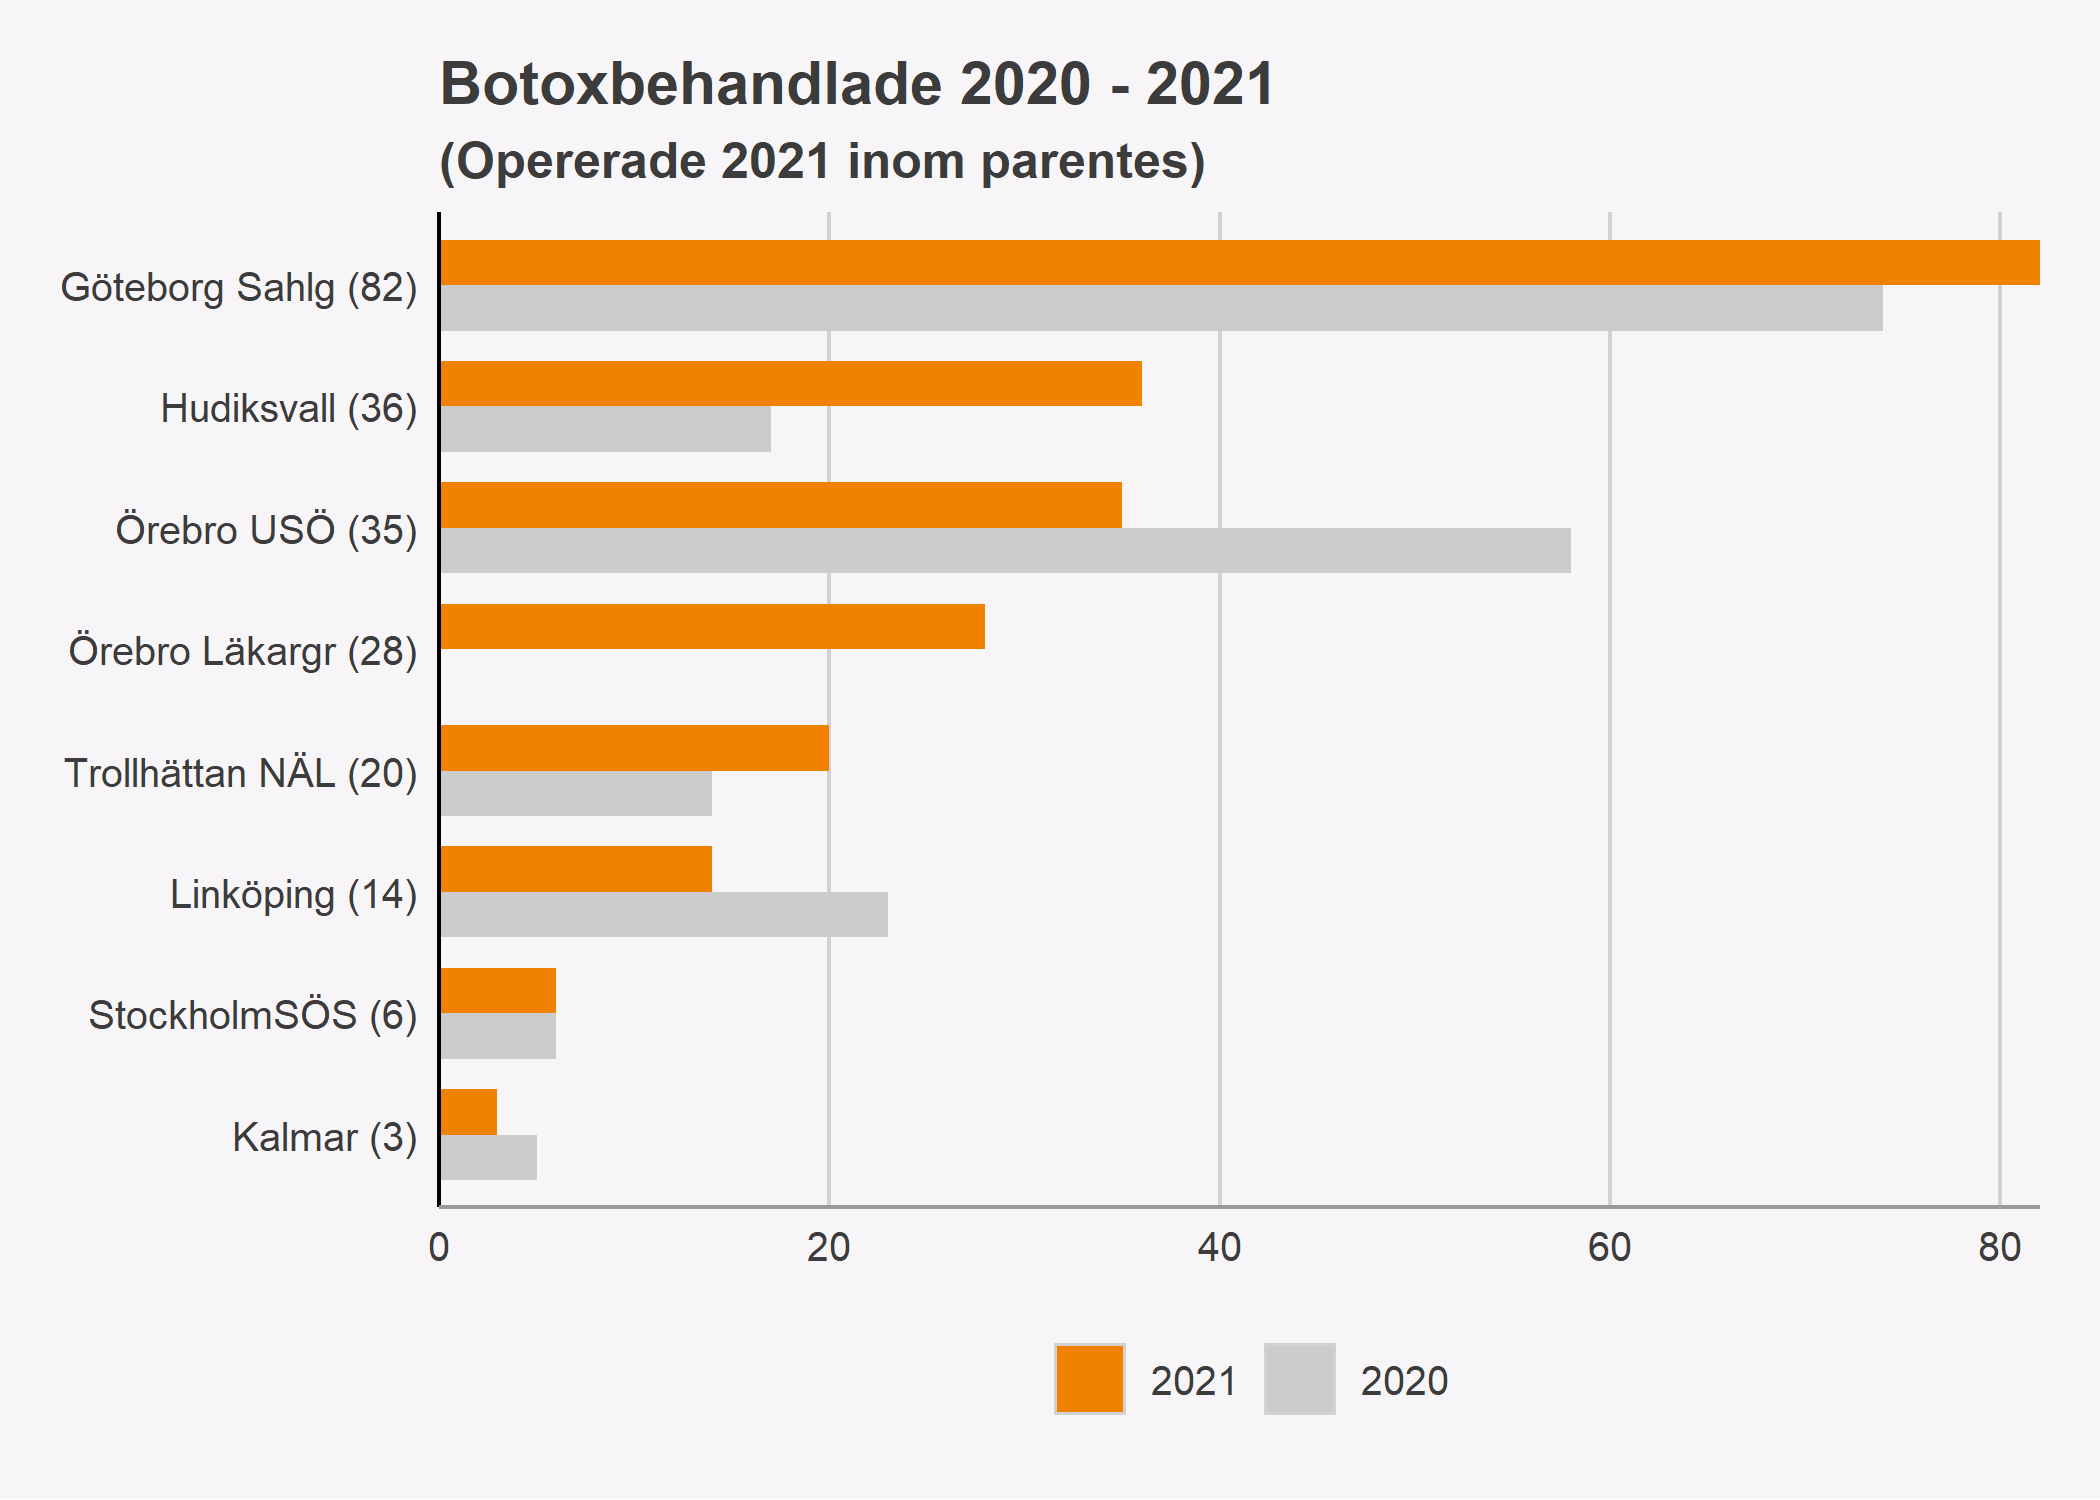 Botoxbehandlade 2020 - 2021
(Opererade 2021 inom parentes)
Göteborg Sahlg (82)
Hudiksvall (36)
Örebro USÖ (35)
Örebro Läkargr (28)
Trollhättan NÄL (20)
Linköping (14)
StockholmSÖS (6)
Kalmar (3)
0 20 40 60 80
2021 2020